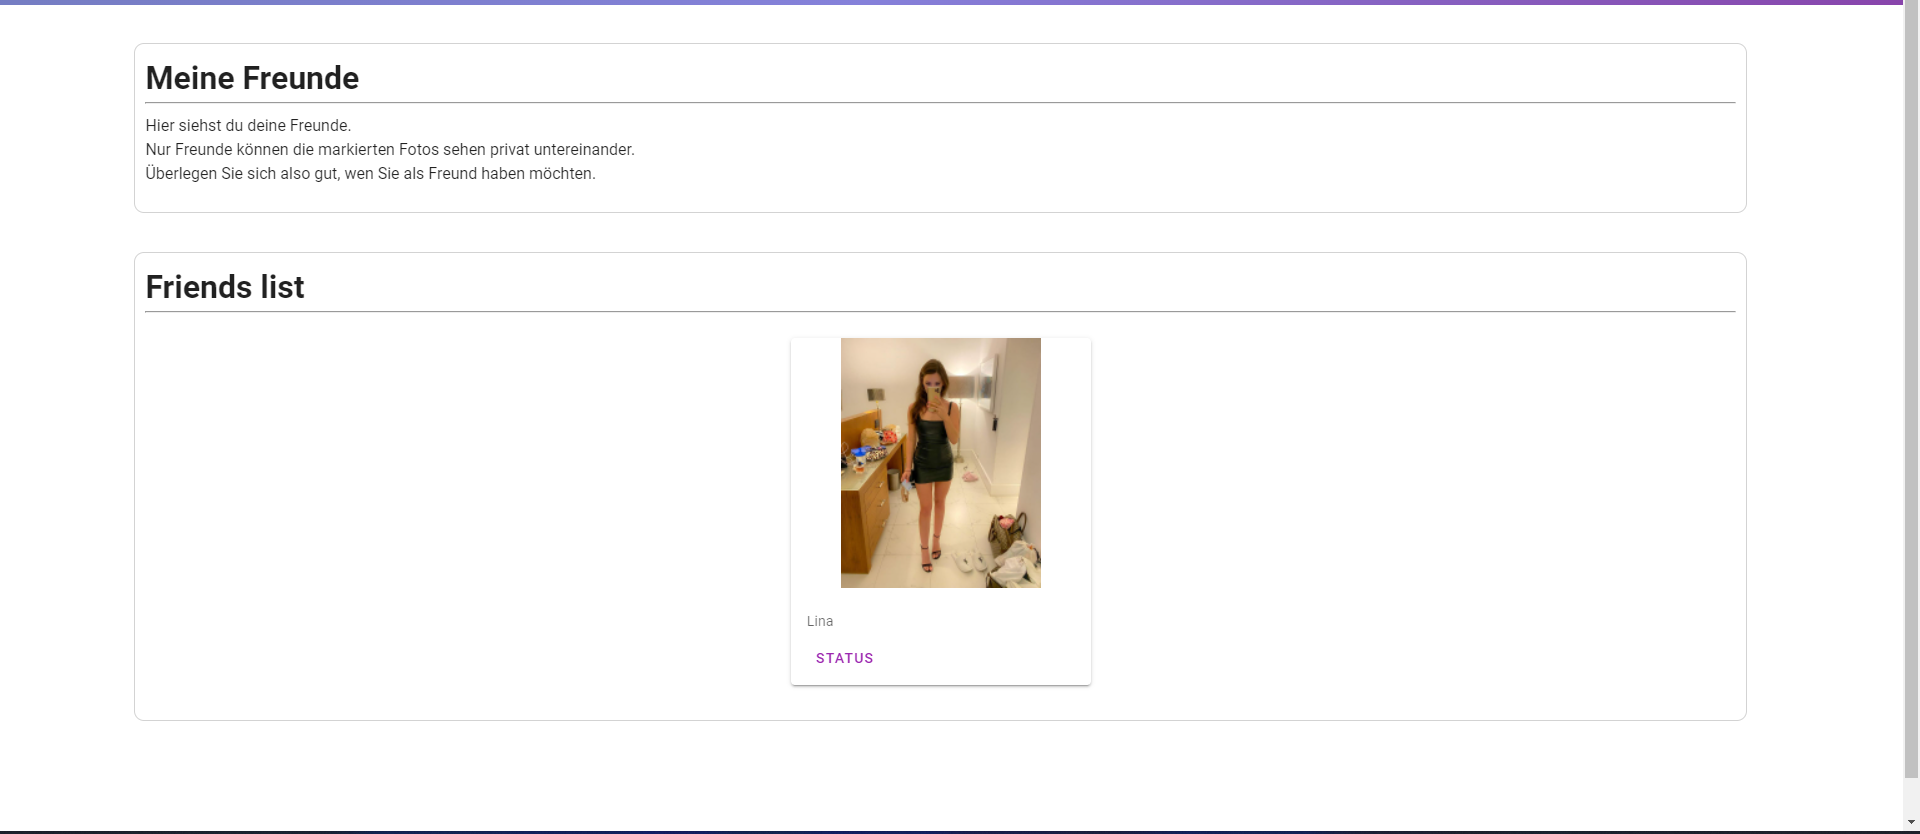 Meine Freunde
Hier siehst du deine Freunde.
Nur Freunde können die markierten Fotos sehen privat untereinander.
Überlegen Sie sich also gut, wen Sie als Freund haben möchten.
Friends list
Lina
STATUS